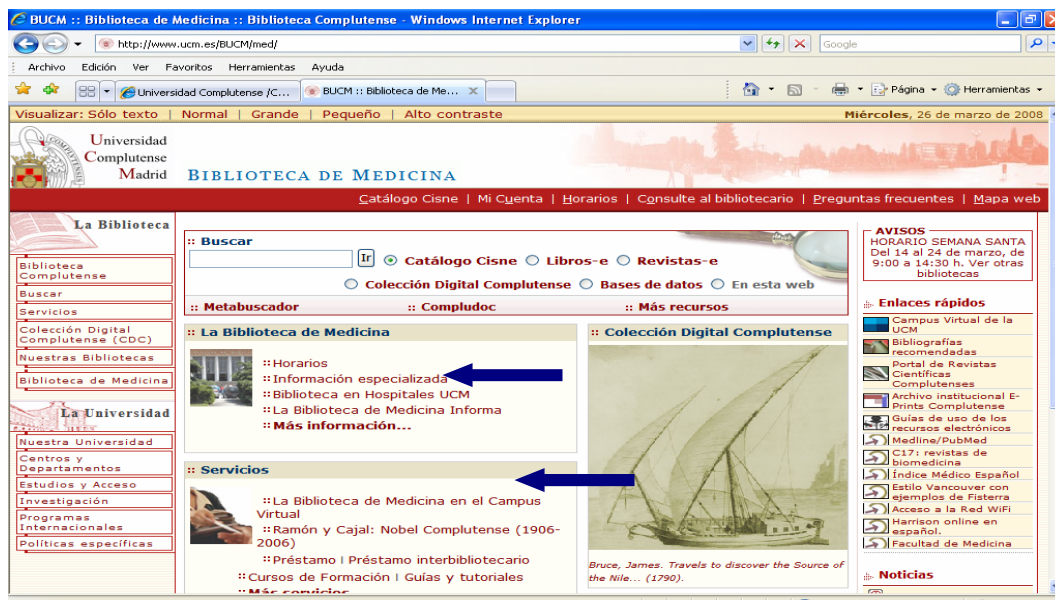 BUCM :: Biblioteca de Medicina :: Biblioteca Complutense - Windows Internet Explorer
http://www.ucm.es/BUCM/med/
Google
Archivo Edición Ver Favoritos Herramientas Ayuda
Universidad Complutense /C... BUCM :: Biblioteca de Me... Página Herramientas
Visualizar: Sólo texto | Normal | Grande | Pequeño | Alto contraste
Miércoles, 26 de marzo de 2008
Universidad
Complutense
Madrid
BIBLIOTECA DE MEDICINA
Catálogo Cisne | Mi Cuenta | Horarios | Consulte al bibliotecario | Preguntas frecuentes | Mapa web
La Biblioteca
Biblioteca
Complutense
Buscar
Servicios
Colección Digital
Complutense (CDC)
Nuestras Bibliotecas
Biblioteca de Medicina
La Universidad
Nuestra Universidad
Centros y
Departamentos
Estudios y Acceso
Investigación
Programas
Internacionales
Políticas específicas
:: Buscar
Ir Catálogo Cisne Libros-e Revistas-e
Colección Digital Complutense Bases de datos En esta web
:: Metabuscador :: Compludoc :: Más recursos
:: La Biblioteca de Medicina
::Horarios
::Información especializada
::Biblioteca en Hospitales UCM
::La Biblioteca de Medicina Informa
::Más información...
:: Servicios
::La Biblioteca de Medicina en el Campus
Virtual
::Ramón y Cajal: Nobel Complutense (1906-
2006)
::Préstamo | Préstamo interbibliotecario
::Cursos de Formación | Guías y tutoriales
::Más servicios
:: Colección Digital Complutense
Bruce, James. Travels to discover the Source of
the Nile... (1790).
AVISOS
HORARIO SEMANA SANTA
Del 14 al 24 de marzo, de
9:00 a 14:30 h. Ver otras
bibliotecas
Enlaces rápidos
Campus Virtual de la
UCM
Bibliografías
recomendadas
Portal de Revistas
Científicas
Complutenses
Archivo institucional E-
Prints Complutense
Guías de uso de los
recursos electrónicos
Medline/PubMed
C17: revistas de
biomedicina
Índice Médico Español
Estilo Vancouver con
ejemplos de Fisterra
Acceso a la Red WiFi
Harrison online en
español.
Facultad de Medicina
Noticias